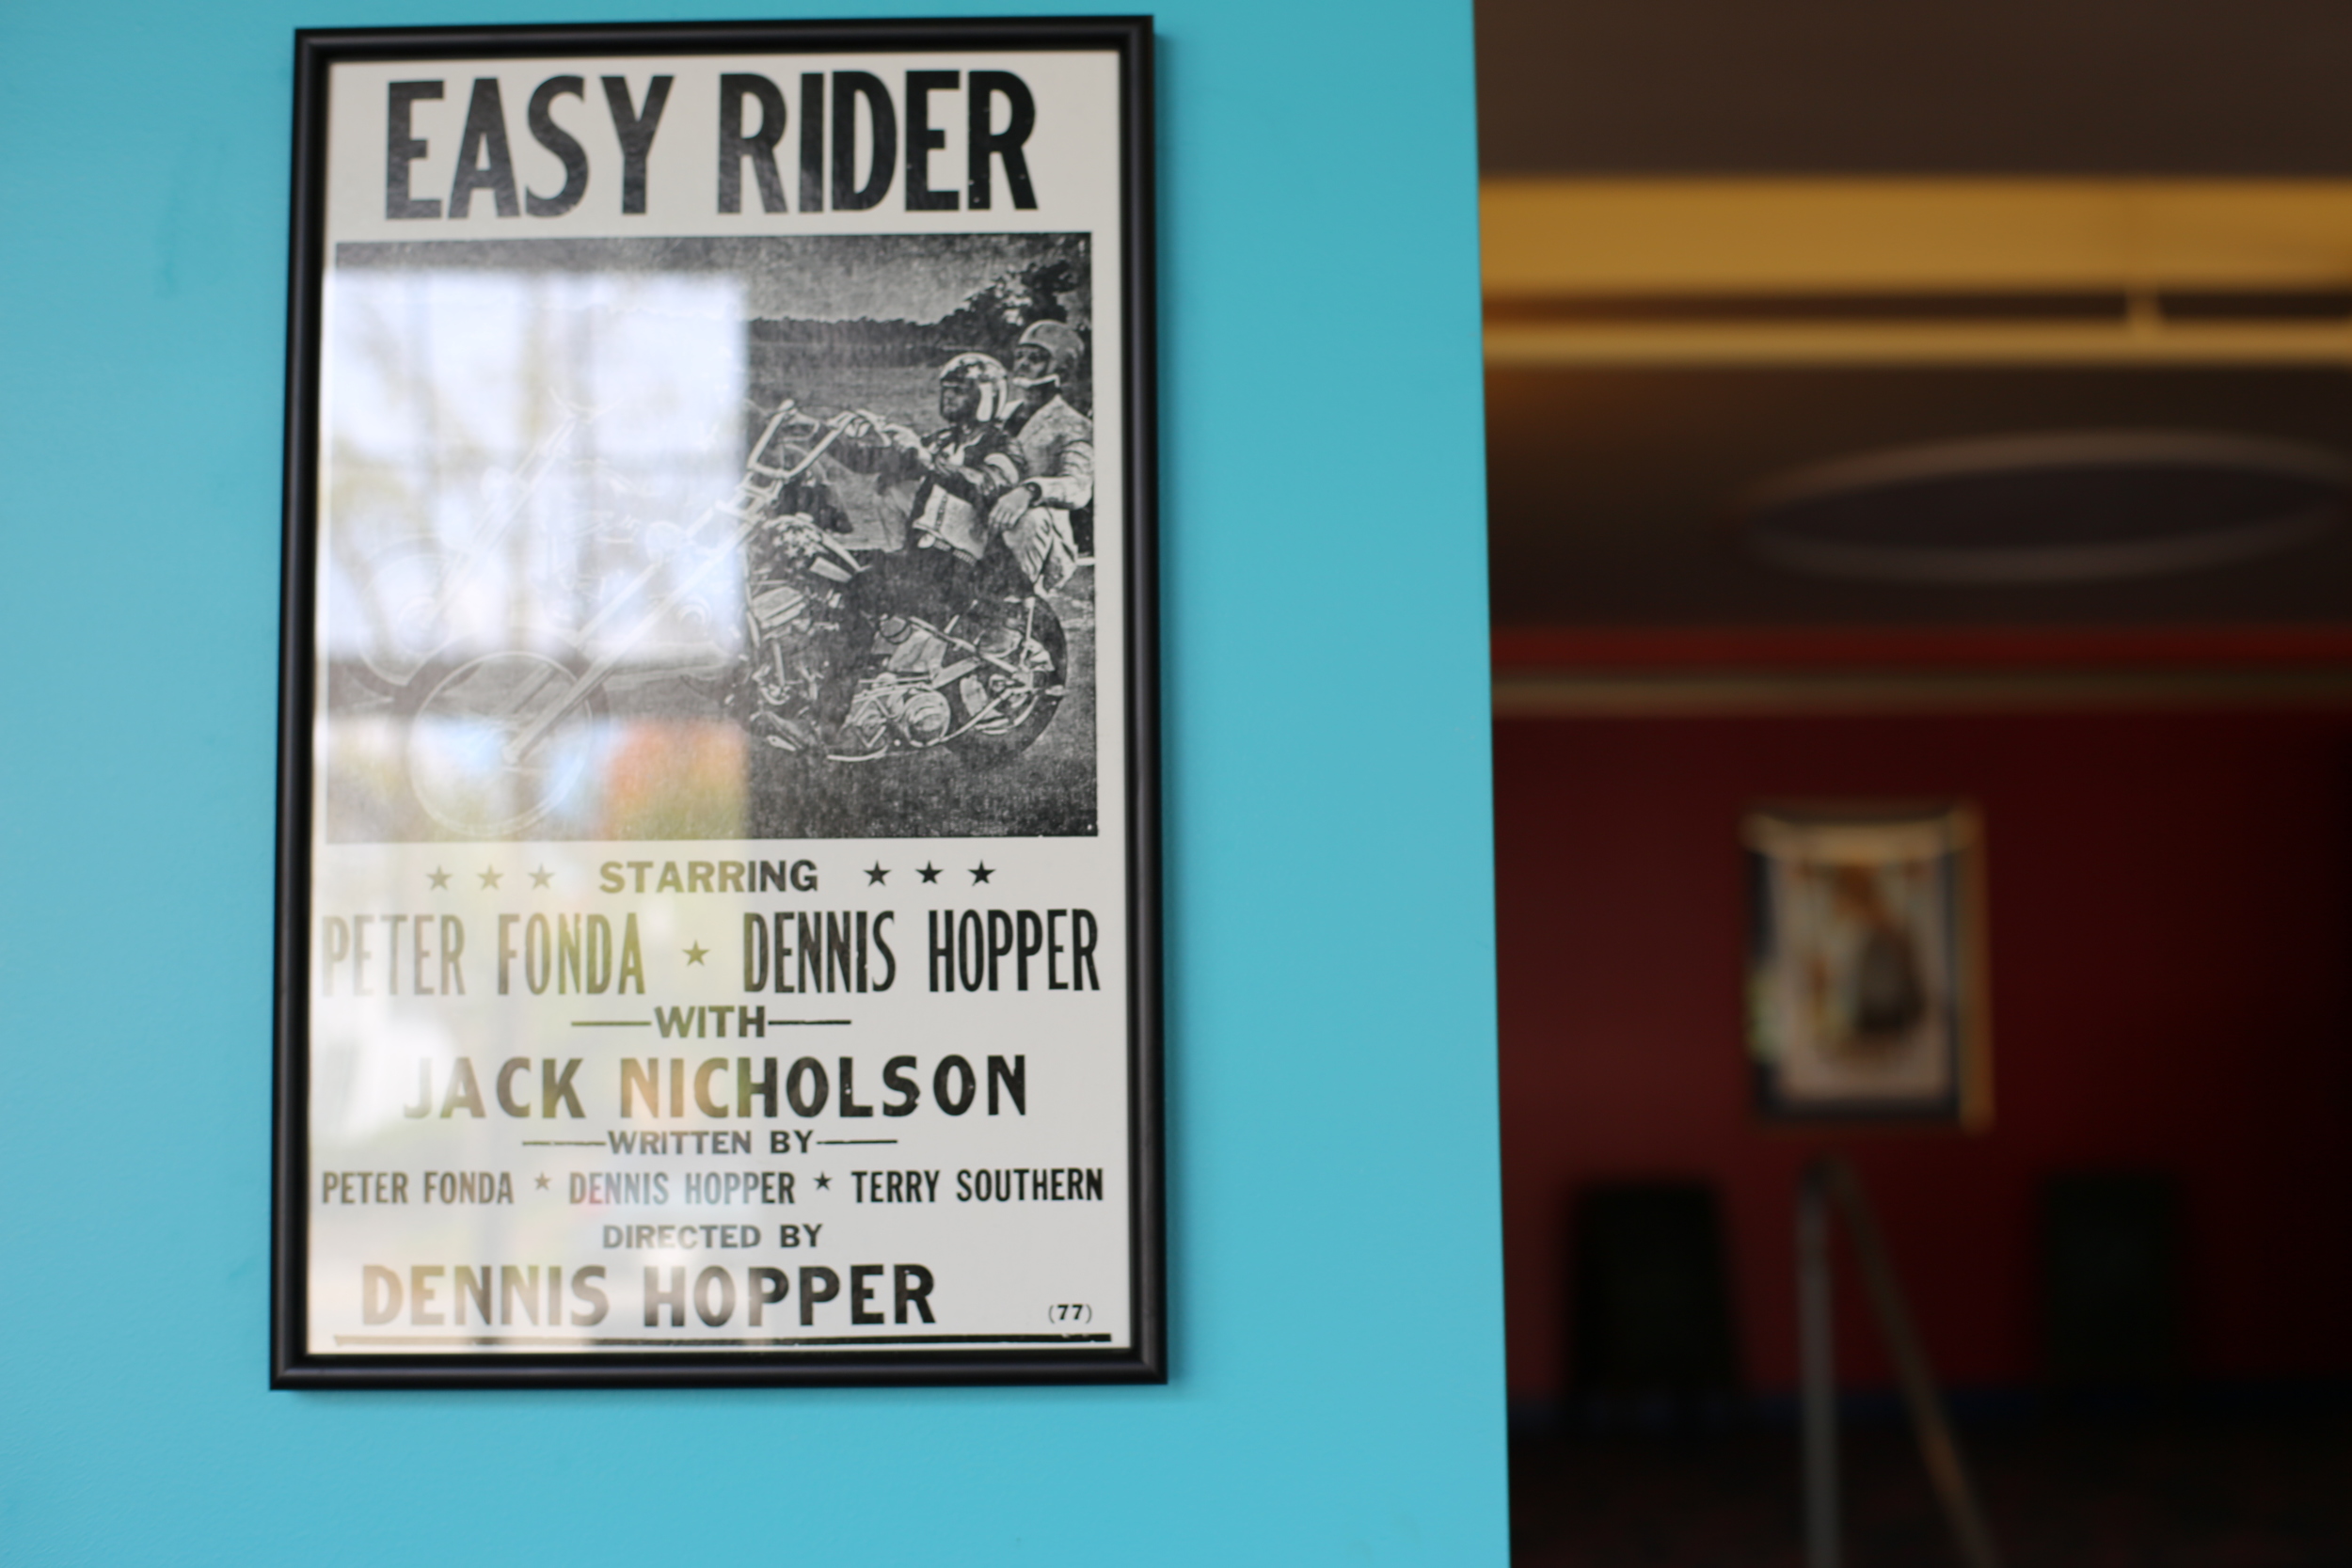 EASY RIDER
★ ★ ★ STARRING ★ ★ ★
PETER FONDA ★ DENNIS HOPPER
WITH
JACK NICHOLSON
WRITTEN BY
PETER FONDA ★ DENNIS HOPPER ★ TERRY SOUTHERN
DIRECTED BY
DENNIS HOPPER
(77)